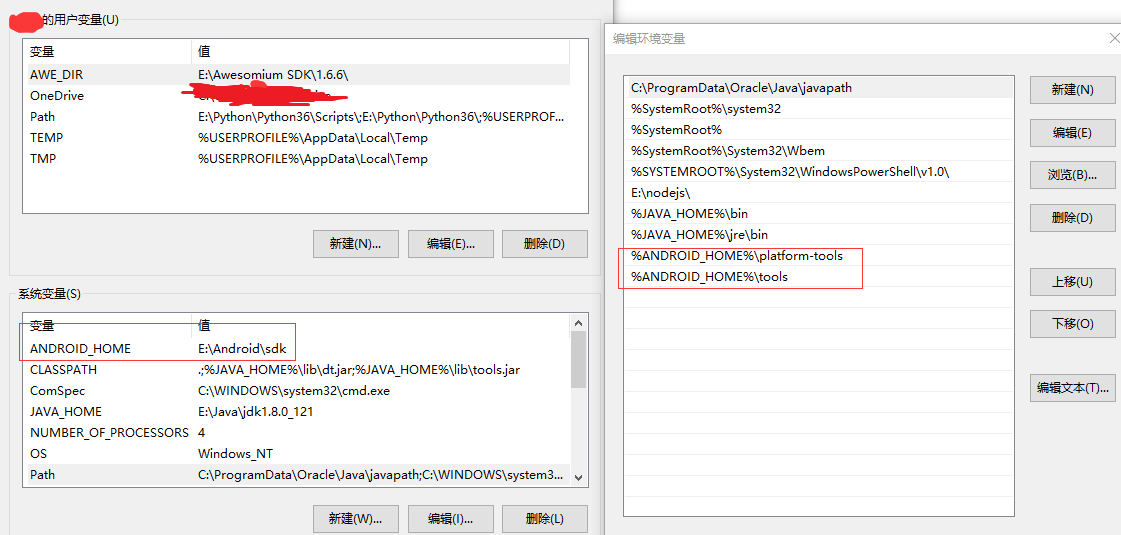 的用户变量(U)
变量 值
AWE_DIR E:\Awesomium SDK\1.6.6\
OneDrive
Path E:\Python\Python36\Scripts\;E:\Python\Python36\;%USERPROF...
TEMP %USERPROFILE%\AppData\Local\Temp
TMP %USERPROFILE%\AppData\Local\Temp
新建(N)... 编辑(E)... 删除(D)
系统变量(S)
变量 值
ANDROID_HOME E:\Android\sdk
CLASSPATH .;%JAVA_HOME%\lib\dt.jar;%JAVA_HOME%\lib\tools.jar
ComSpec C:\WINDOWS\system32\cmd.exe
JAVA_HOME E:\Java\jdk1.8.0_121
NUMBER_OF_PROCESSORS 4
OS Windows_NT
Path C:\ProgramData\Oracle\Java\javapath;C:\WINDOWS\system3...
新建(W)... 编辑(I)... 删除(L)
编辑环境变量
C:\ProgramData\Oracle\Java\javapath
%SystemRoot%\system32
%SystemRoot%
%SystemRoot%\System32\Wbem
%SYSTEMROOT%\System32\WindowsPowerShell\v1.0\
E:\nodejs\
%JAVA_HOME%\bin
%JAVA_HOME%\jre\bin
%ANDROID_HOME%\platform-tools
%ANDROID_HOME%\tools
新建(N)
编辑(E)
浏览(B)...
删除(D)
上移(U)
下移(O)
编辑文本(T)...